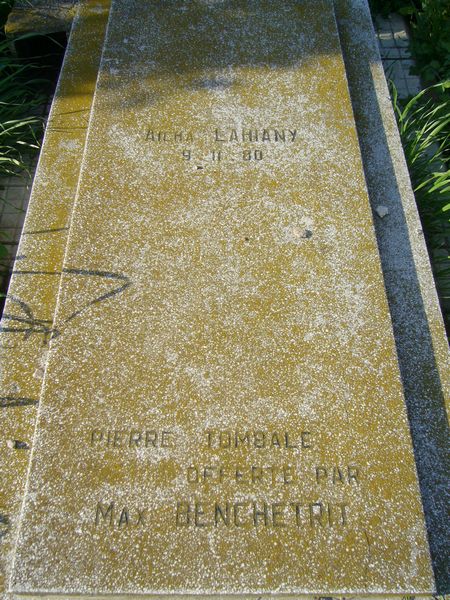 AICHA LAHIANY
9 11 80
PIERRE TOMBALE
OFFERTE PAR
MAX BENCHETRIT